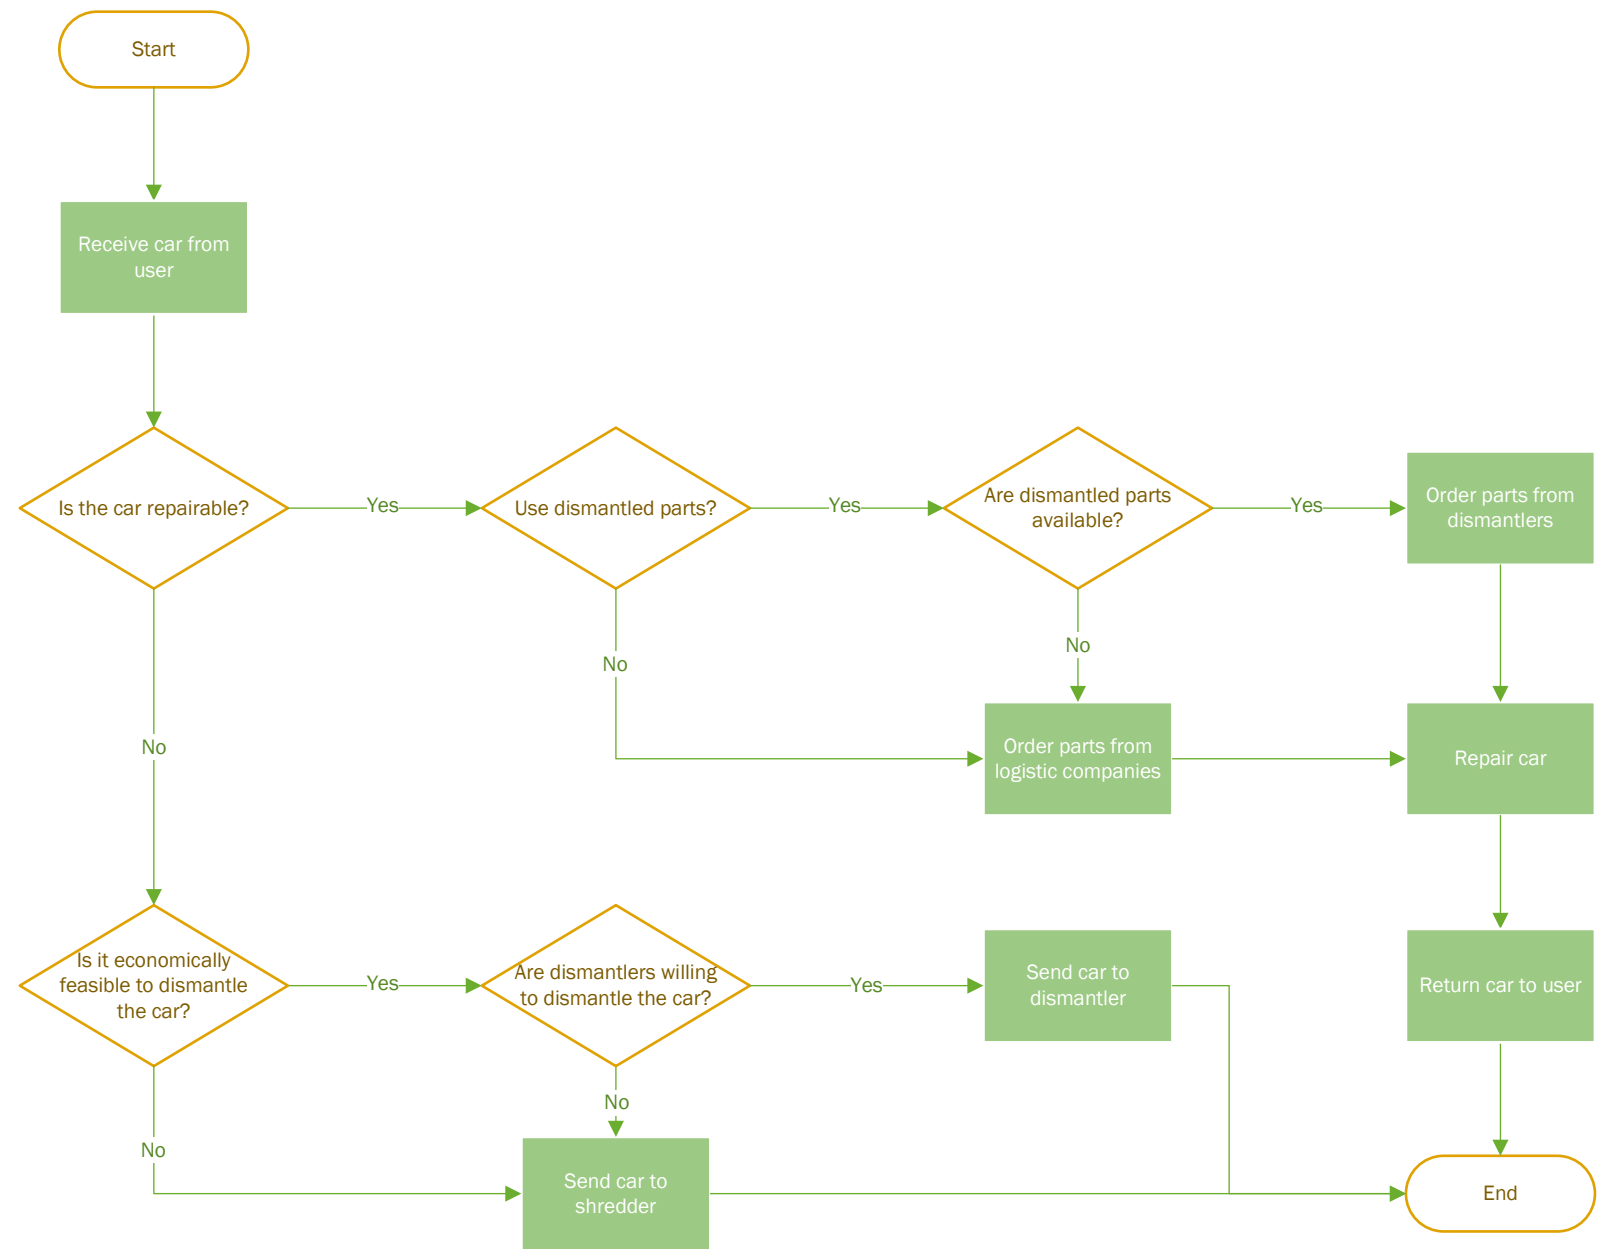 Start
Receive car from
user
Is the car repairable?
Yes
Use dismantled parts?
Yes
Are dismantled parts
available?
Yes
Order parts from
dismantlers
No
No
No
Order parts from
logistic companies
Repair car
Is it economically
feasible to dismantle
the car?
Yes
Are dismantlers willing
to dismantle the car?
Yes
Send car to
dismantler
Return car to user
No
No
Send car to
shredder
End